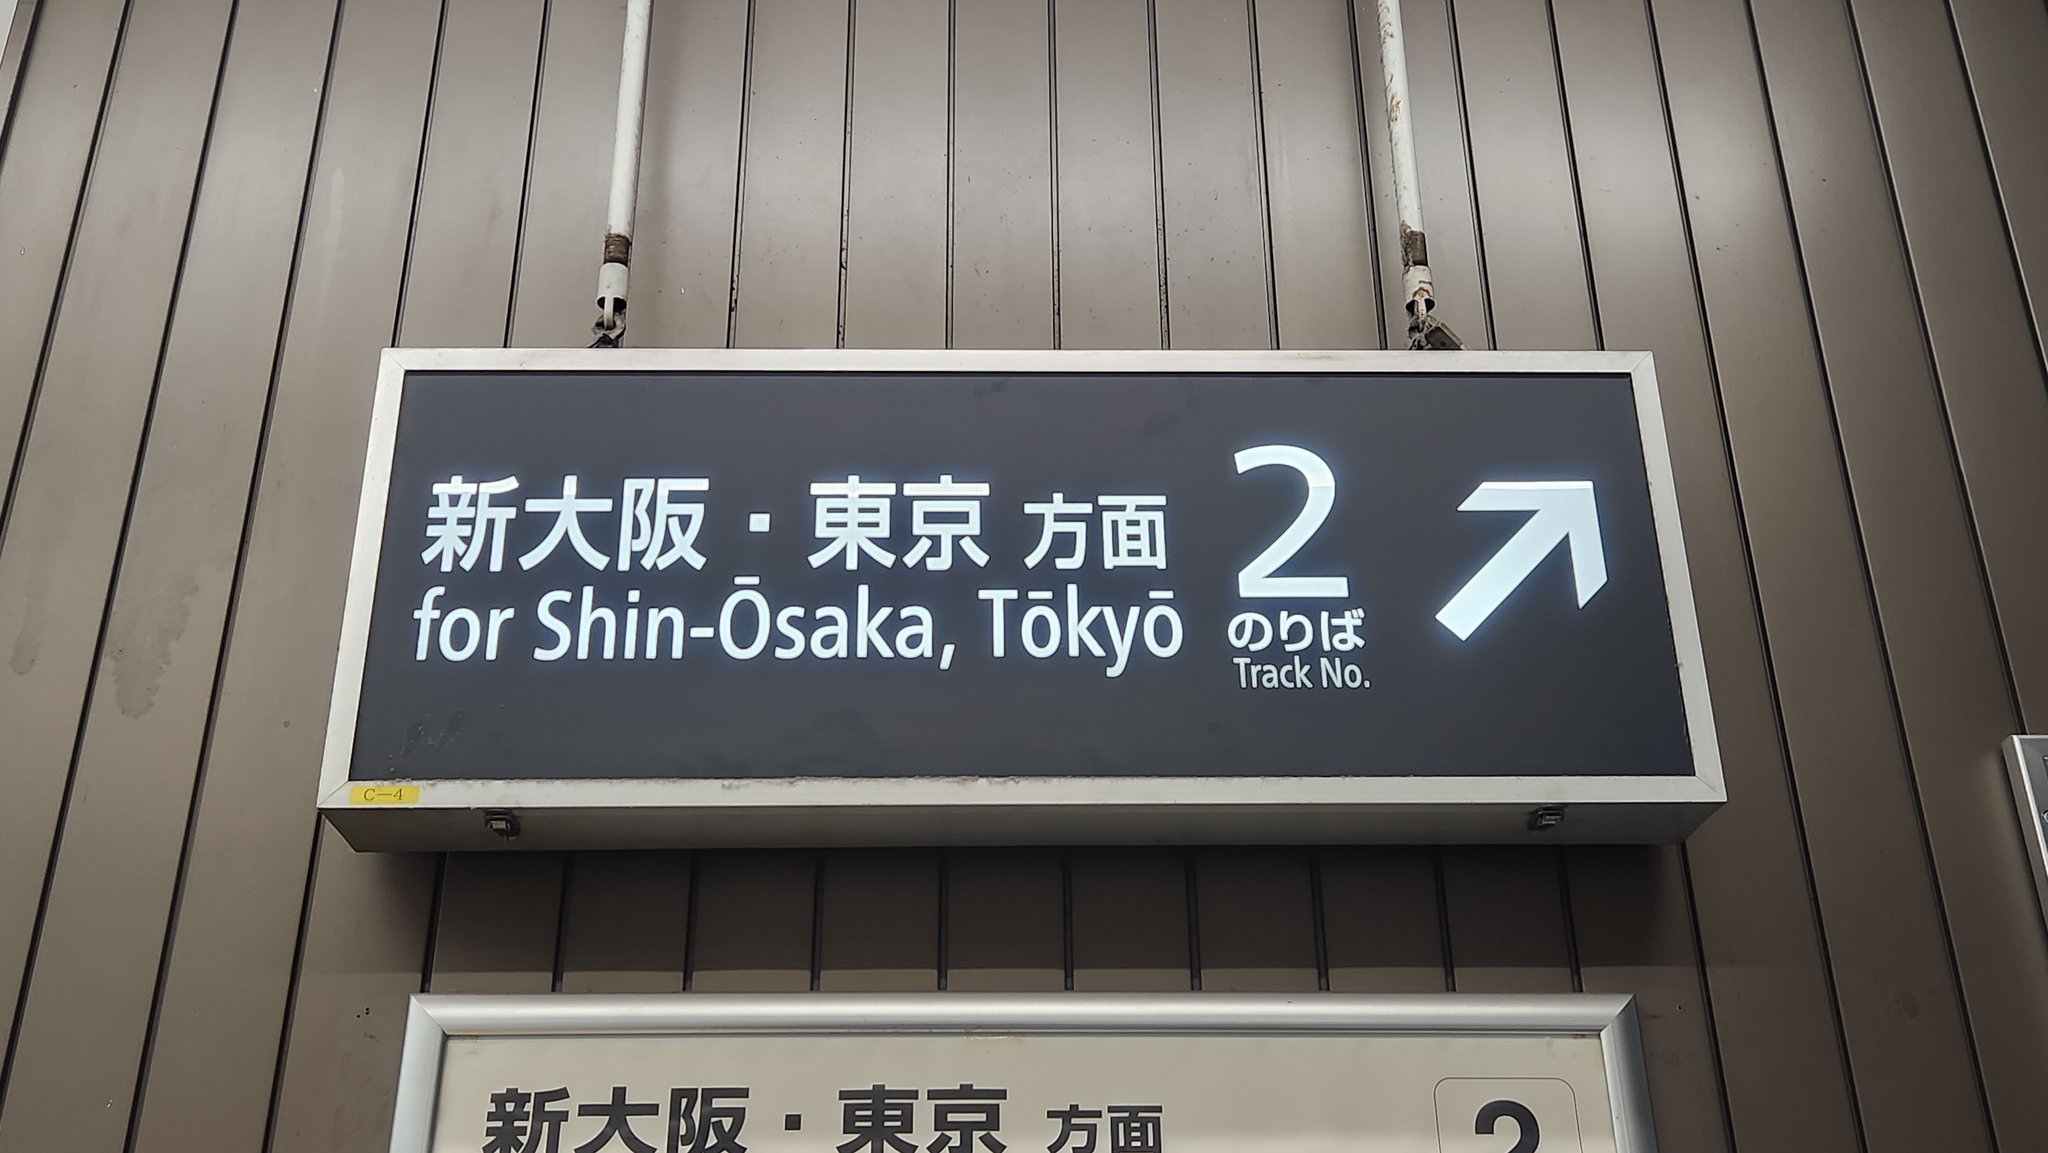 新大阪・東京 方面
for Shin-Ōsaka, Tōkyō
2
のりば
Track No.
C-4
新大阪・東京 方面
2